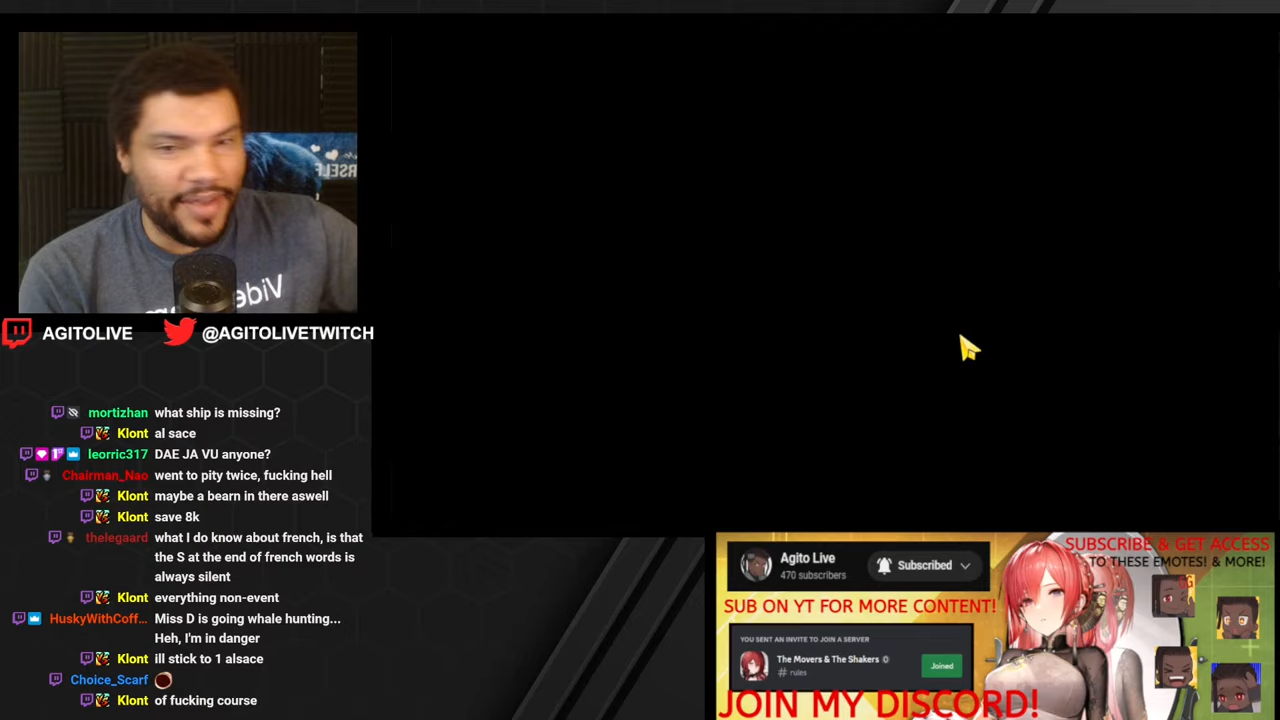 ERSELF
Vide
AGITOLIVE
@AGITOLIVETWITCH
mortizhan what ship is missing?
Klont al sace
leorric317 DAE JA VU anyone?
Chairman_Nao went to pity twice, fucking hell
Klont maybe a bearn in there aswell
Klont save 8k
thelegaard what I do know about french, is that
the S at the end of french words is
always silent
Klont everything non-event
HuskyWithCoff... Miss D is going whale hunting...
Heh, I'm in danger
Klont ill stick to 1 alsace
Choice_Scarf
Klont of fucking course
Agito Live
470 subscribers
Subscribed
SUB ON YT FOR MORE CONTENT!
YOU SENT AN INVITE TO JOIN A SERVER
The Movers & The Shakers
# rules
Joined
JOIN MY DISCORD!
SUBSCRIBE & GET ACCESS
TO THESE EMOTES! & MORE!